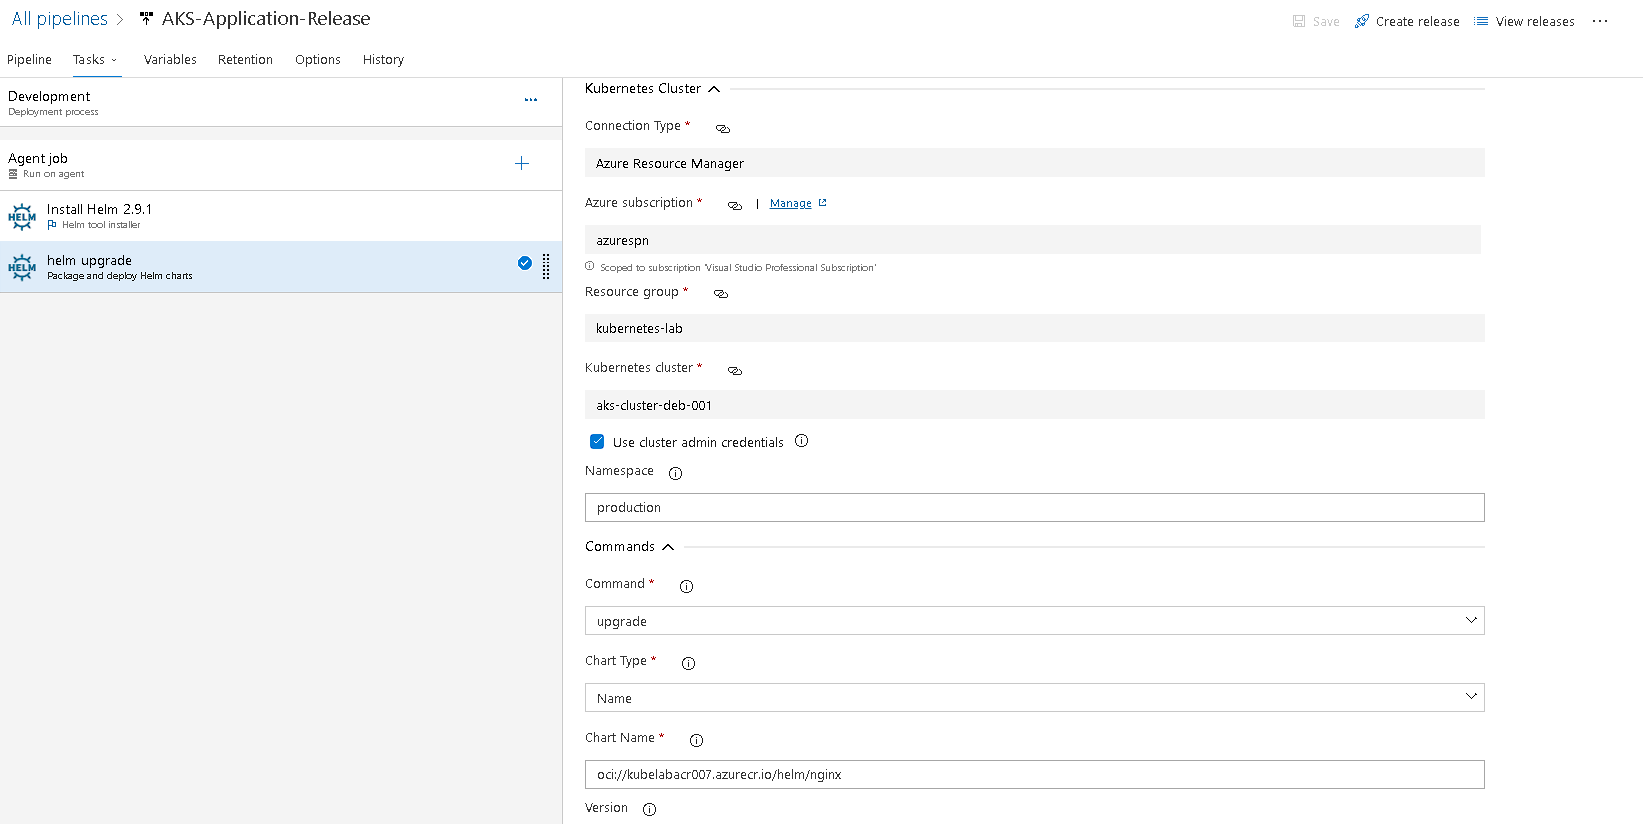 All pipelines > AKS-Application-Release
Save Create release View releases ...
Pipeline Tasks Variables Retention Options History
Development
Deployment process
...
Agent job
Run on agent
HELM Install Helm 2.9.1
Helm tool installer
HELM helm upgrade
Package and deploy Helm charts
Kubernetes Cluster
Connection Type *
Azure Resource Manager
Azure subscription * | Manage
azurespn
Scoped to subscription 'Visual Studio Professional Subscription'
Resource group *
kubernetes-lab
Kubernetes cluster *
aks-cluster-deb-001
Use cluster admin credentials
Namespace
production
Commands
Command *
upgrade
Chart Type *
Name
Chart Name *
oci://kubelabacr007.azurecr.io/helm/nginx
Version